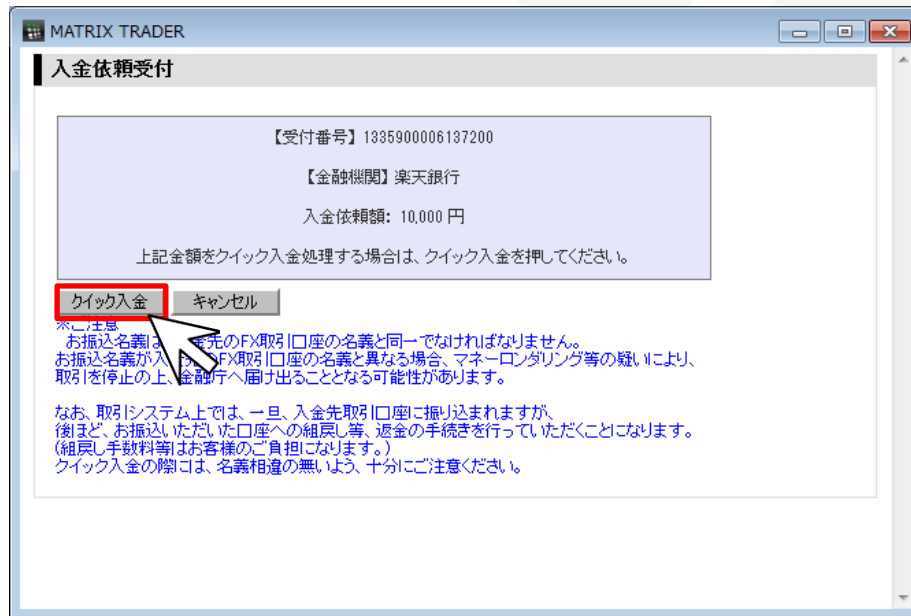 MATRIX TRADER
入金依頼受付
【受付番号】1335900006137200
【金融機関】楽天銀行
入金依頼額: 10,000 円
上記金額をクイック入金処理する場合は、クイック入金を押してください。
クイック入金 キャンセル
※ご注意
お振込名義は 金先のFX取引口座の名義と同一でなければなりません。
お振込名義が入 のFX取引口座の名義と異なる場合、マネーロンダリング等の疑いにより、
取引を停止の上、金融庁へ届け出ることとなる可能性があります。
なお、取引システム上では、一旦、入金先取引口座に振り込まれますが、
後ほど、お振込いただいた口座への組戻し等、返金の手続きを行っていただくことになります。
(組戻し手数料等はお客様のご負担になります。)
クイック入金の際には、名義相違の無いよう、十分にご注意ください。